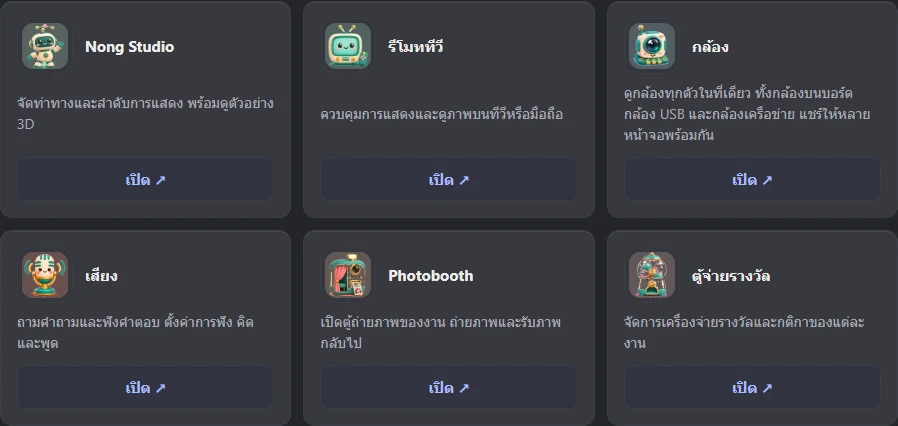 Nong Studio
จัดท่าทางและลำดับการแสดง พร้อมดูตัวอย่าง
3D
เปิด ↗
รีโมททีวี
ควบคุมการแสดงและดูภาพบนทีวีหรือมือถือ
เปิด ↗
กล้อง
ดูกล้องทุกตัวในที่เดียว ทั้งกล้องบนบอร์ด
กล้อง USB และกล้องเครือข่าย แชร์ให้หลาย
หน้าจอพร้อมกัน
เปิด ↗
เสียง
ถามคำถามและฟังคำตอบ ตั้งค่าการฟัง คิด
และพูด
เปิด ↗
Photobooth
เปิดตู้ถ่ายภาพของงาน ถ่ายภาพและรับภาพ
กลับไป
เปิด ↗
ตู้จ่ายรางวัล
จัดการเครื่องจ่ายรางวัลและกติกาของแต่ละ
งาน
เปิด ↗